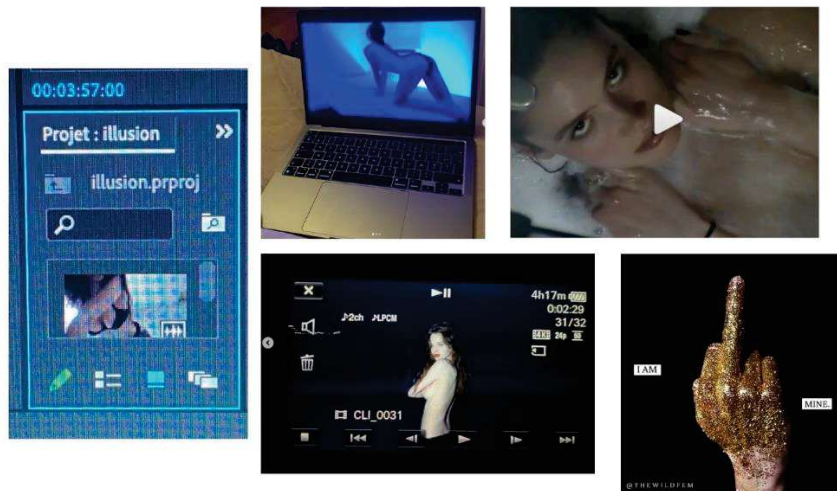 00:03:57:00
Projet : illusion
illusion.prproj
4h17m
0:02:29
2ch LPCM
31/32
24p
CLI_0031
I AM
MINE.
@THEWILDFEM